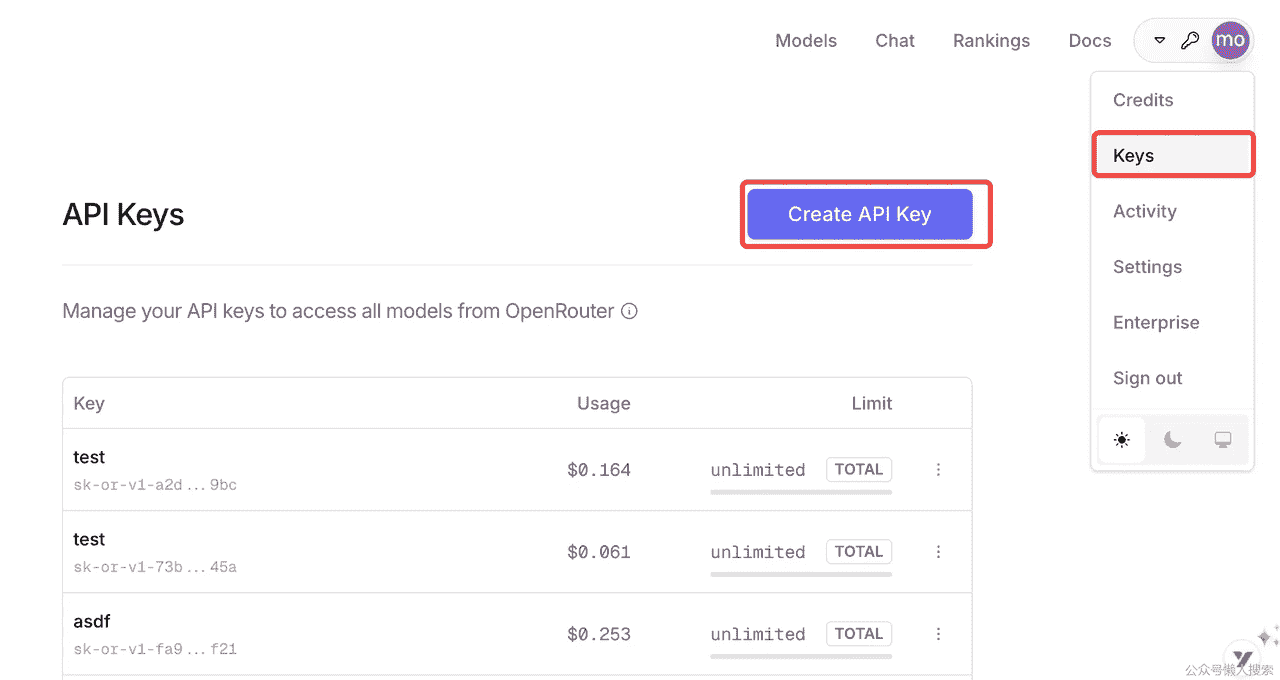 Models Chat Rankings Docs mo
Credits
Keys
Activity
Settings
Enterprise
Sign out
API Keys
Create API Key
Manage your API keys to access all models from OpenRouter
Key Usage Limit
test
sk-or-v1-a2d...9bc
$0.164 unlimited TOTAL
test
sk-or-v1-73b...45a
$0.061 unlimited TOTAL
asdf
sk-or-v1-fa9...f21
$0.253 unlimited TOTAL
公众号懒人搜索